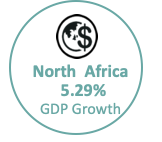 $
North Africa
5.29%
GDP Growth